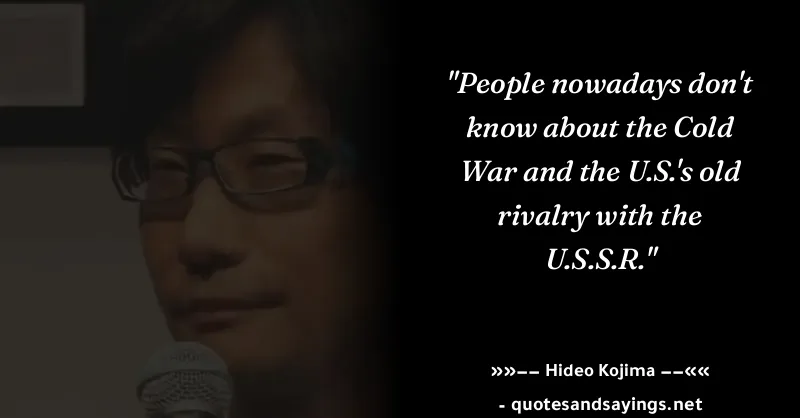 "People nowadays don't
know about the Cold
War and the U.S.'s old
rivalry with the
U.S.S.R."
»»–– Hideo Kojima ––««
- quotesandsayings.net